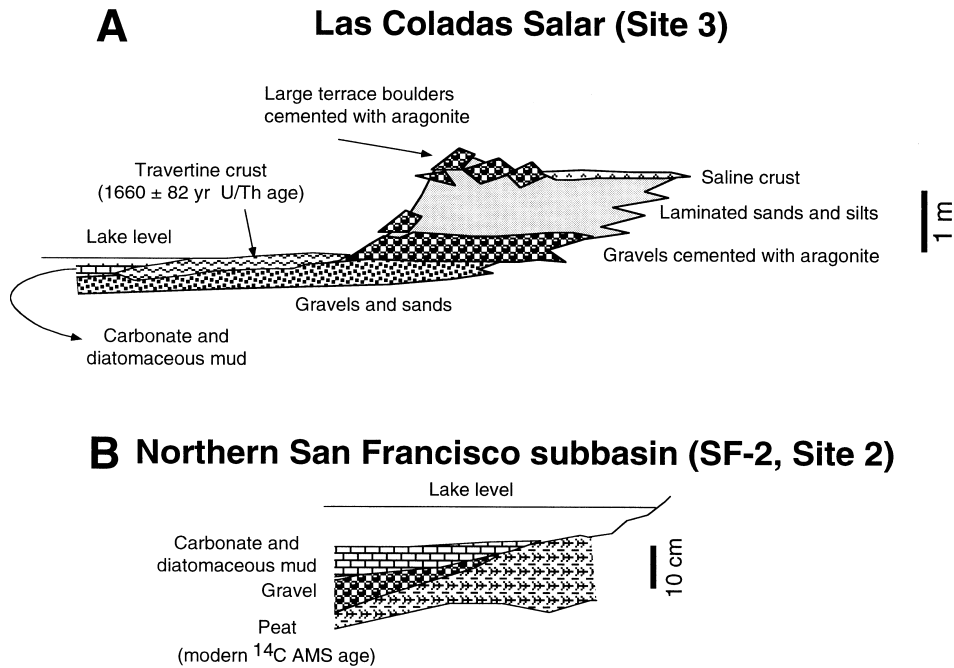 A Las Coladas Salar (Site 3)
Large terrace boulders
cemented with aragonite
Travertine crust
(1660 ± 82 yr U/Th age)
Lake level
Saline crust
Laminated sands and silts
Gravels cemented with aragonite
1 m
Gravels and sands
Carbonate and
diatomaceous mud
B Northern San Francisco subbasin (SF-2, Site 2)
Lake level
Carbonate and
diatomaceous mud
Gravel
10 cm
Peat
(modern 14C AMS age)